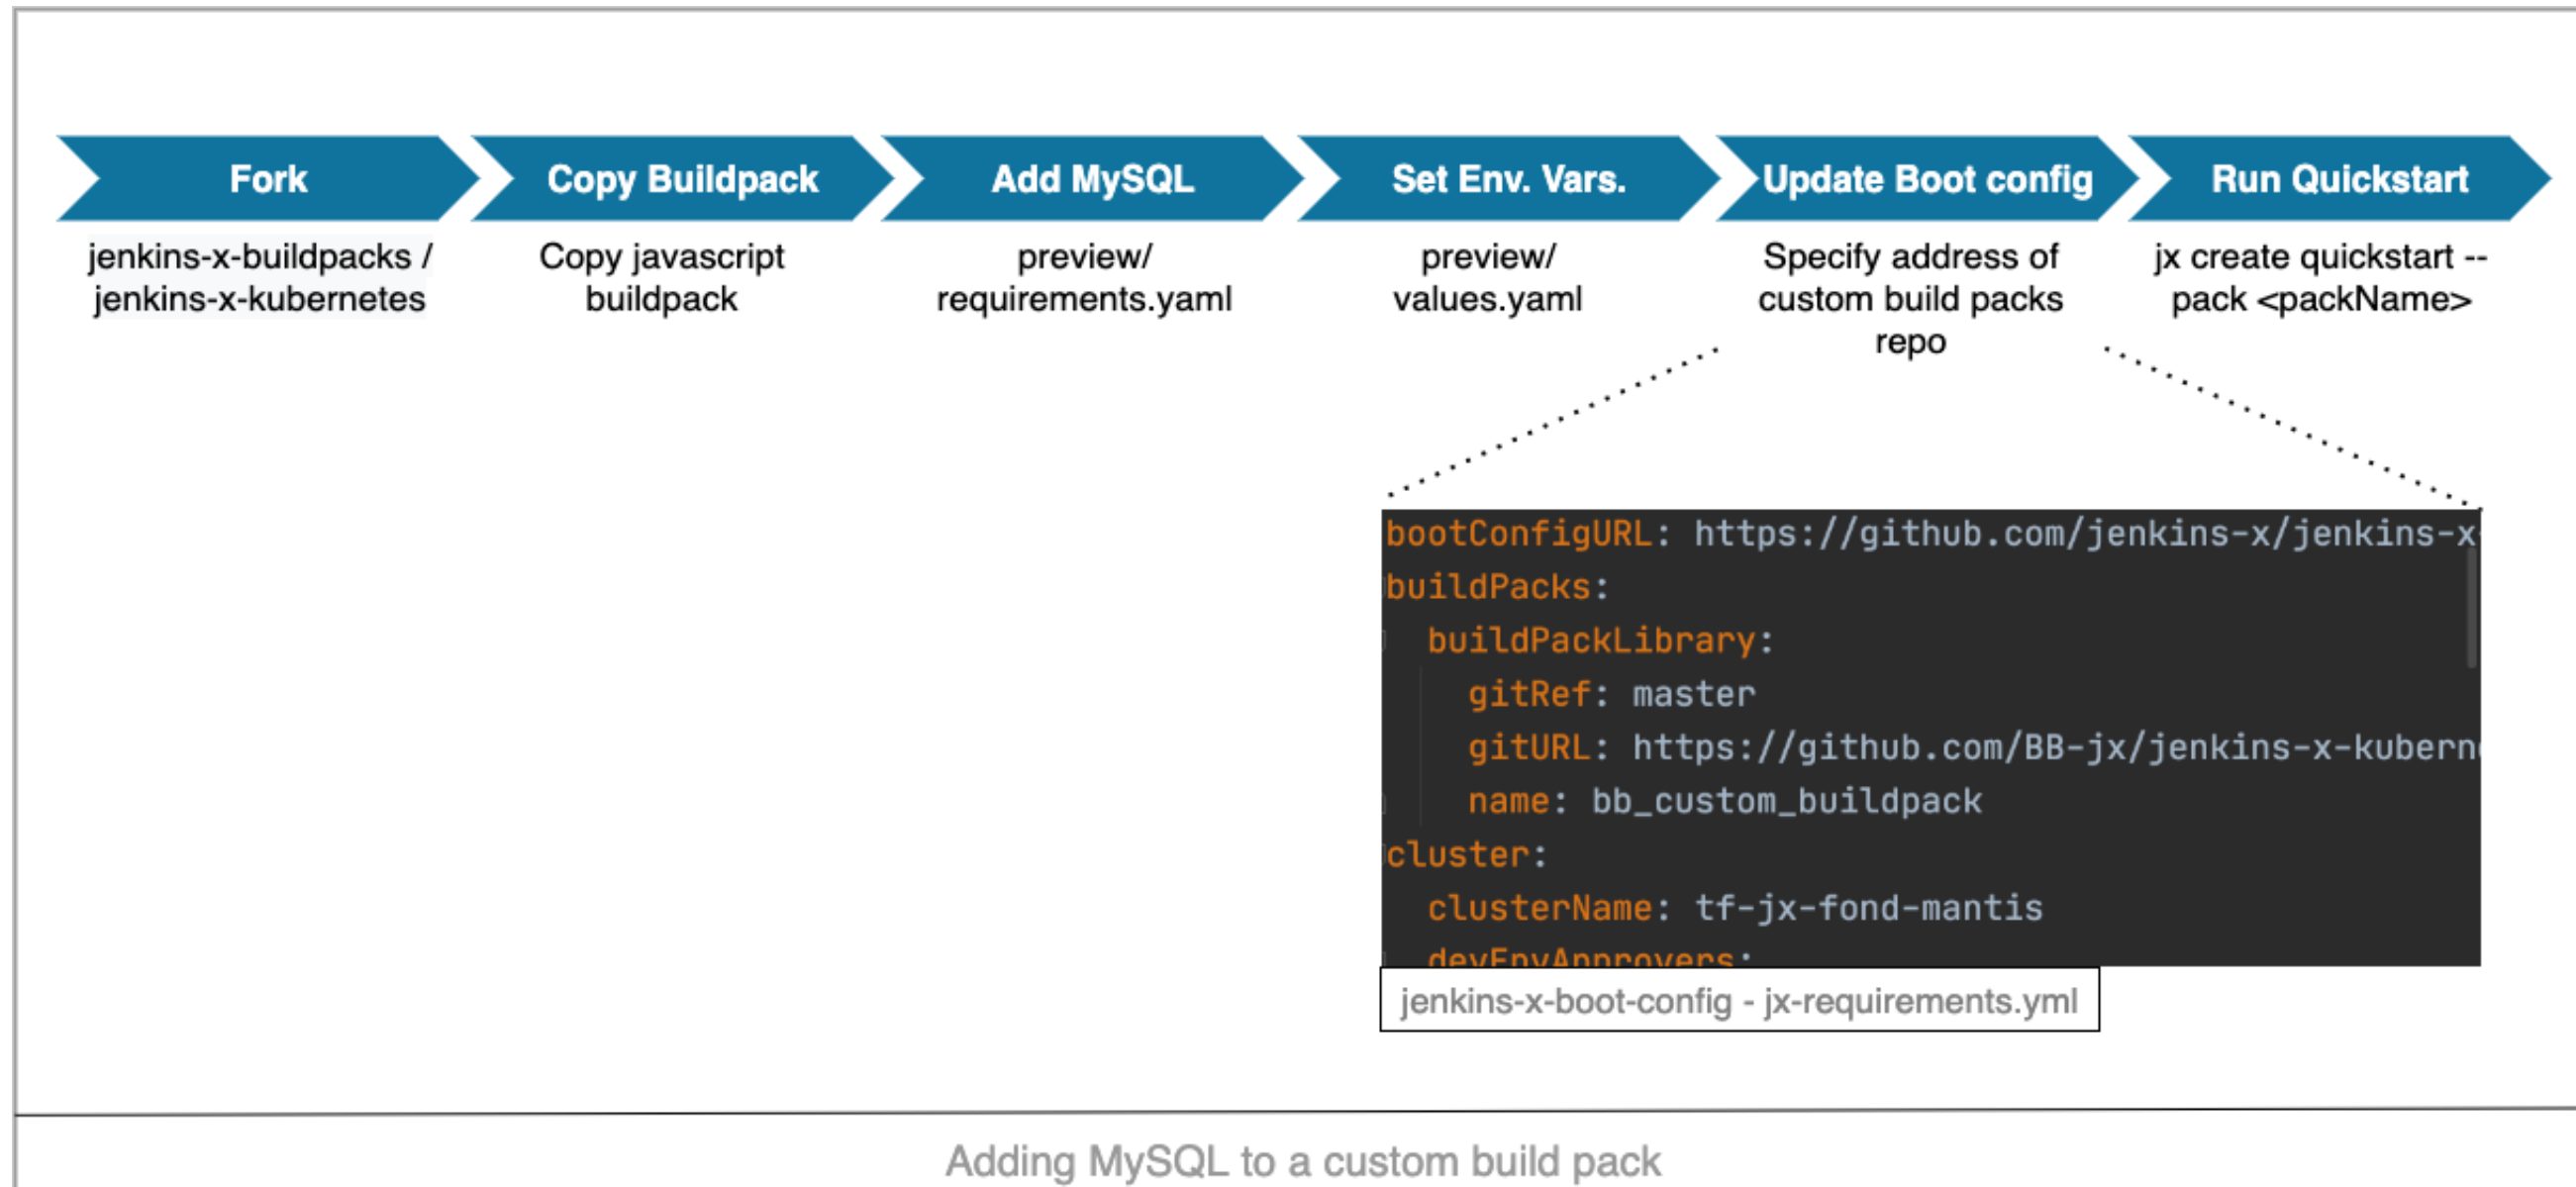 Fork
jenkins-x-buildpacks /
jenkins-x-kubernetes
Copy Buildpack
Copy javascript
buildpack
Add MySQL
preview/
requirements.yaml
Set Env. Vars.
preview/
values.yaml
Update Boot config
Specify address of
custom build packs
repo
Run Quickstart
jx create quickstart --
pack <packName>
bootConfigURL: https://github.com/jenkins-x/jenkins-x-
buildPacks:
buildPackLibrary:
gitRef: master
gitURL: https://github.com/BB-jx/jenkins-x-kubern
name: bb_custom_buildpack
cluster:
clusterName: tf-jx-fond-mantis
devEnvApprovers:
jenkins-x-boot-config - jx-requirements.yml
Adding MySQL to a custom build pack